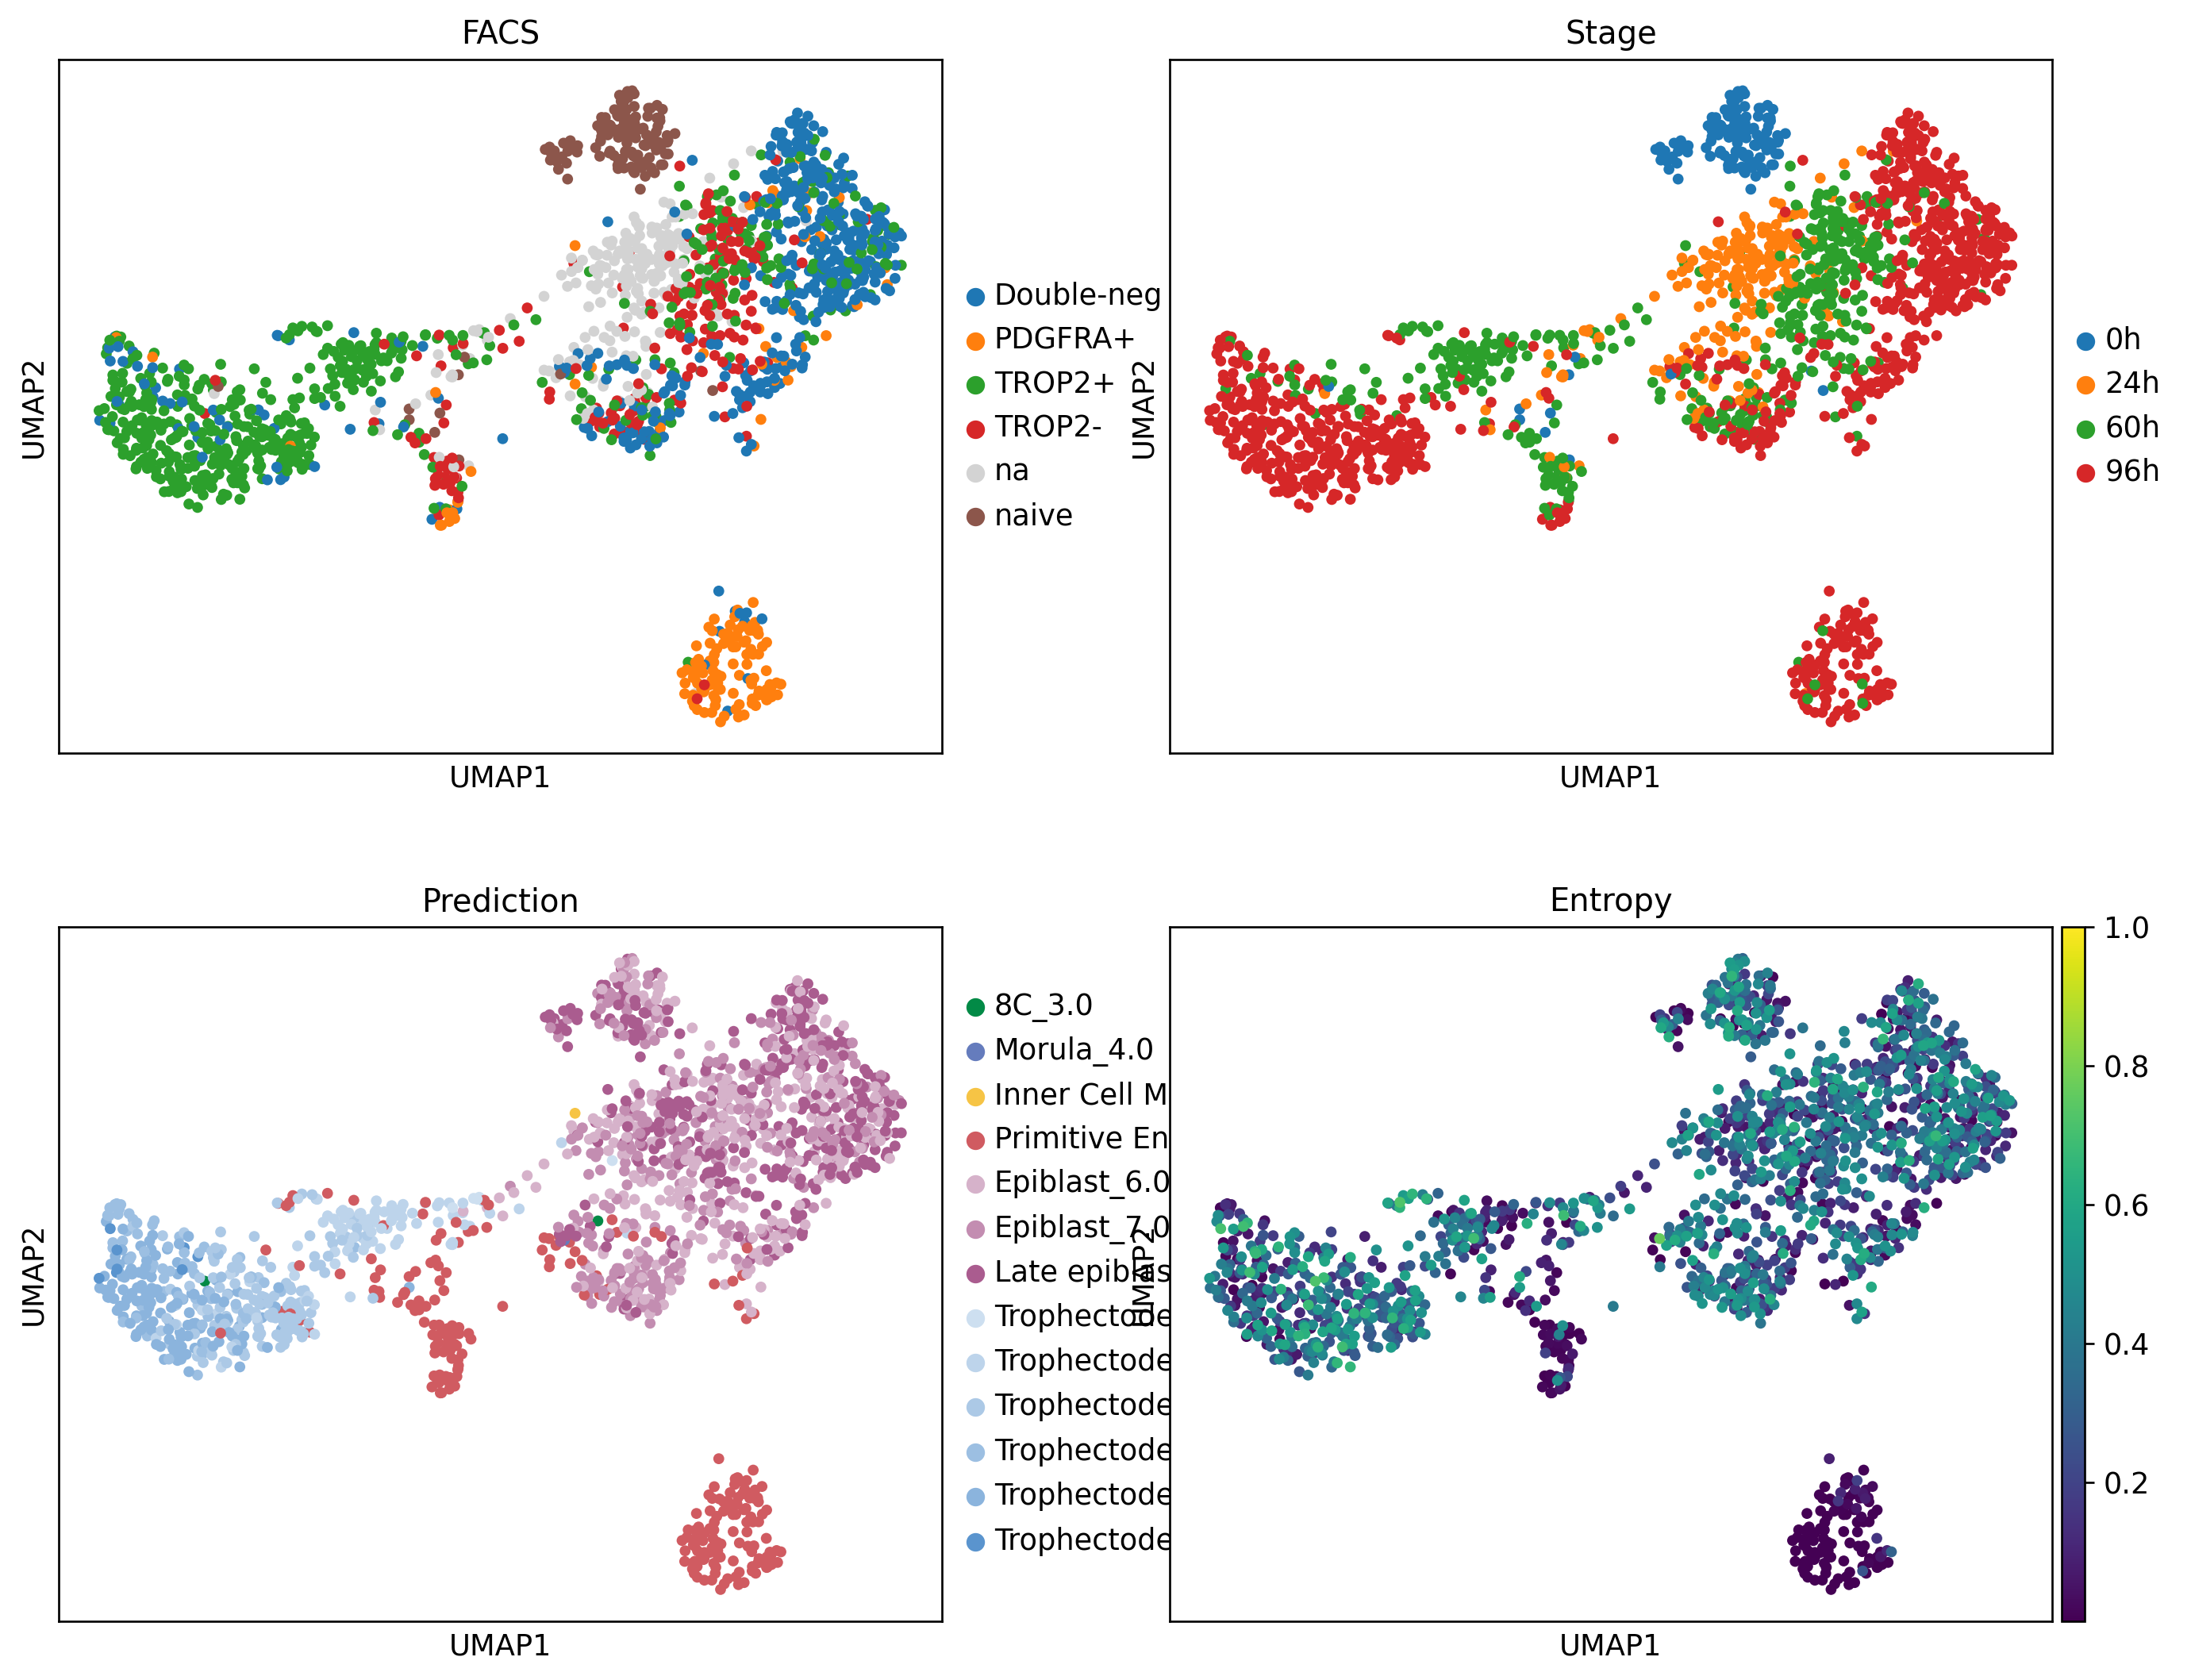 FACS
UMAP2
UMAP1
Double-neg
PDGFRA+
TROP2+
TROP2-
na
naive
Stage
UMAP2
UMAP1
0h
24h
60h
96h
Prediction
UMAP2
UMAP1
8C_3.0
Morula_4.0
Inner Cell M
Primitive En
Epiblast_6.0
Epiblast_7.0
Late epiblas
Trophectode
Trophectode
Trophectode
Trophectode
Trophectode
Trophectode
Entropy
UMAP2
UMAP1
1.0
0.8
0.6
0.4
0.2